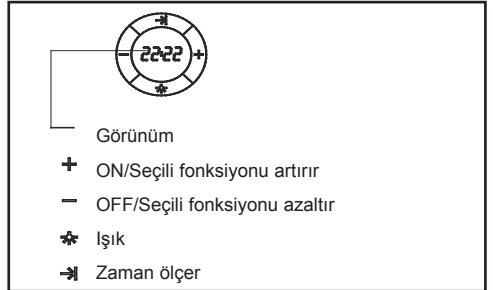 22:22
Görünüm
+ ON/Seçili fonksiyonu artırır
− OFF/Seçili fonksiyonu azaltır
Işık
Zaman ölçer